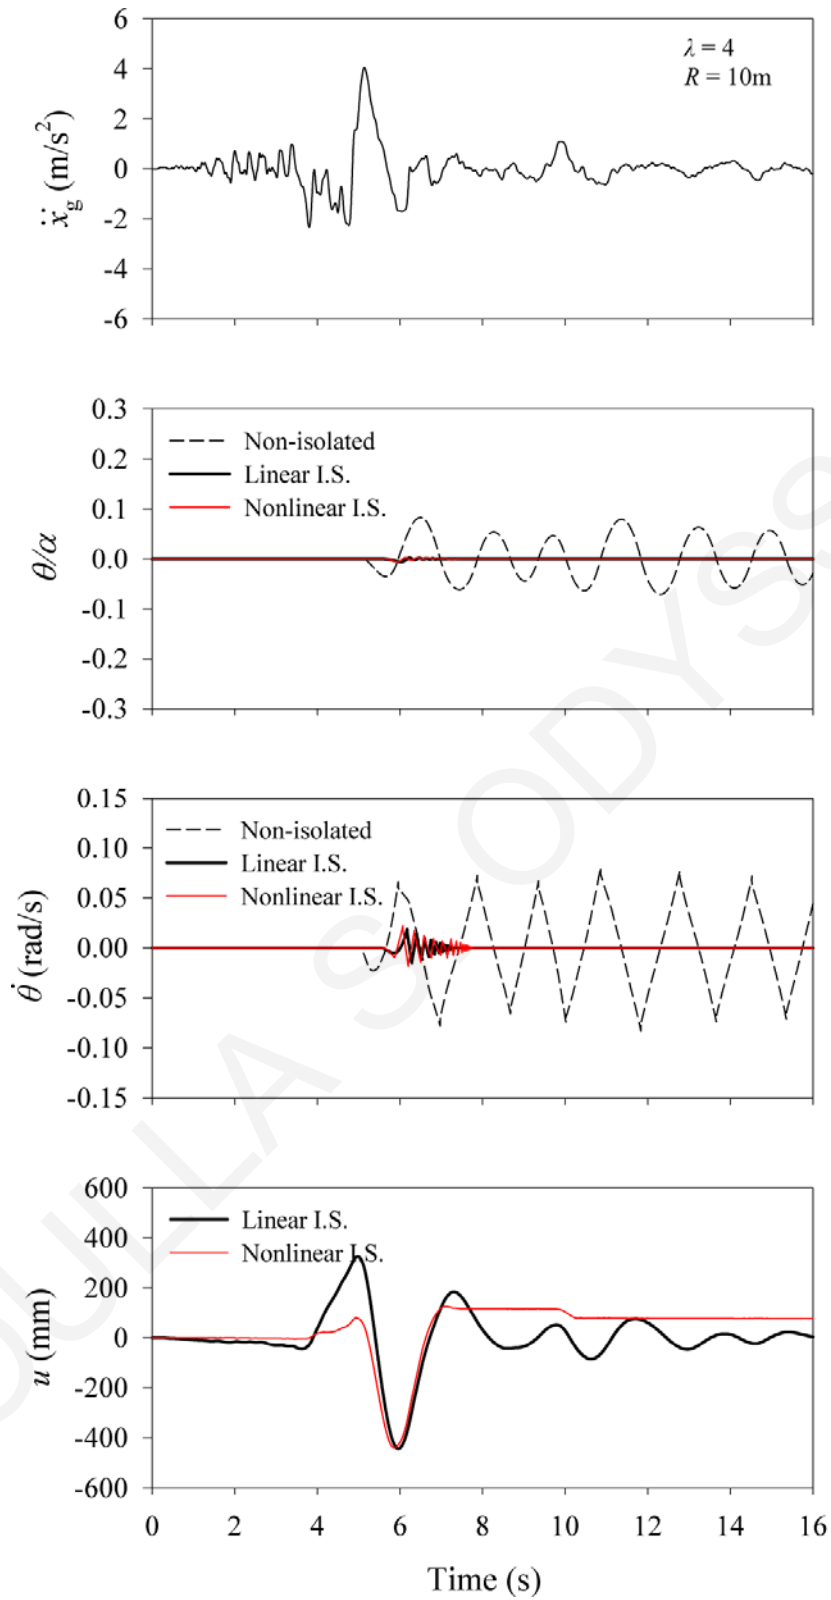 6
4
2
0
-2
-4
-6
ẍg (m/s²)
λ = 4
R = 10m
0.3
0.2
0.1
0.0
-0.1
-0.2
-0.3
θ/α
Non-isolated
Linear I.S.
Nonlinear I.S.
0.15
0.10
0.05
0.00
-0.05
-0.10
-0.15
θ̇ (rad/s)
Non-isolated
Linear I.S.
Nonlinear I.S.
600
400
200
0
-200
-400
-600
u (mm)
Linear I.S.
Nonlinear I.S.
0 2 4 6 8 10 12 14 16
Time (s)